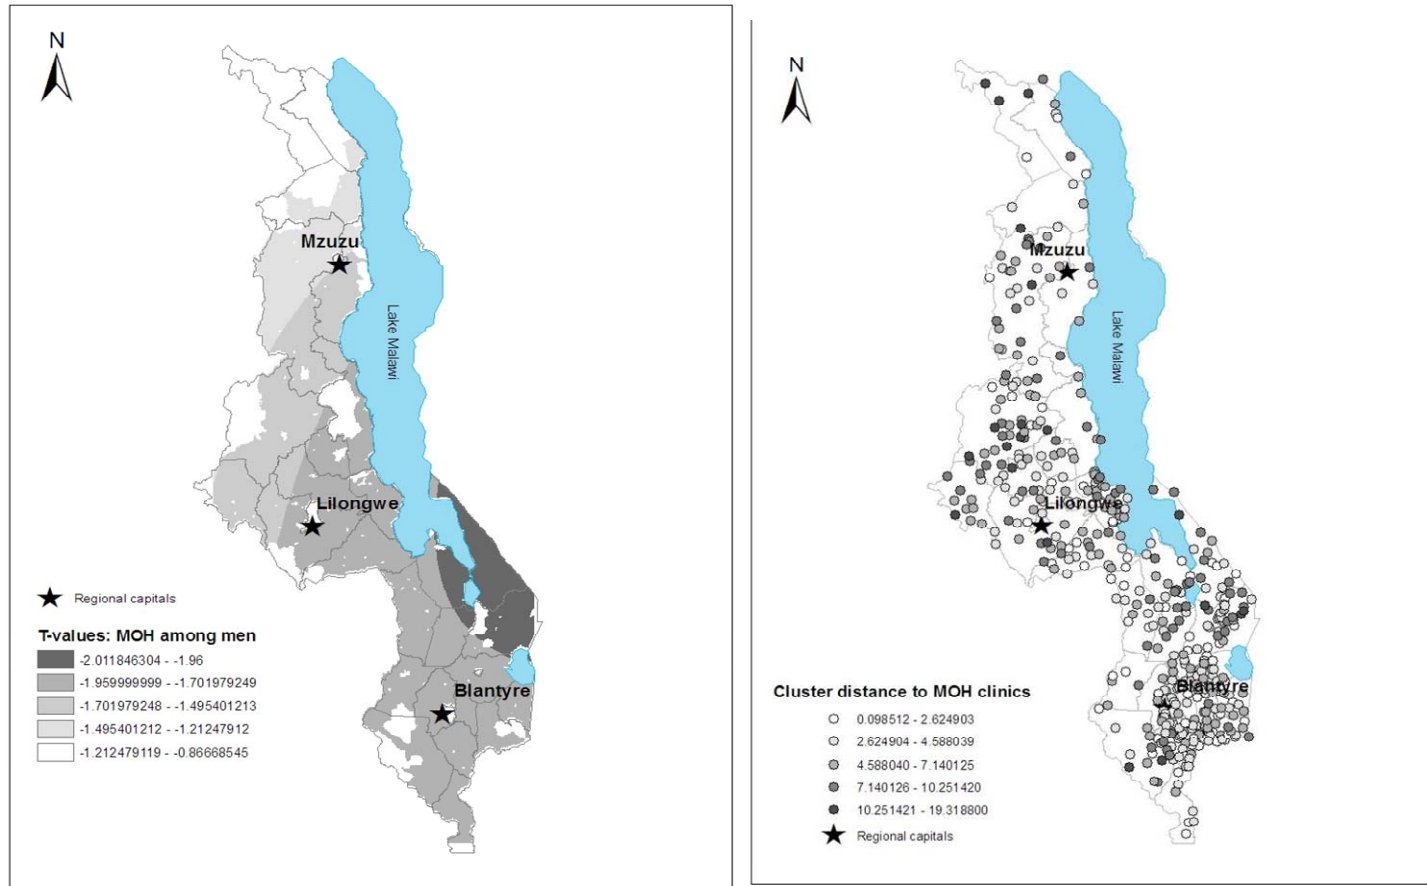 N
Mzuzu
Lake Malawi
Lilongwe
Regional capitals
T-values: MOH among men
-2.011846304 - -1.96
-1.959999999 - -1.701979249
-1.701979248 - -1.495401213
-1.495401212 - -1.21247912
-1.212479119 - -0.86668545
Blantyre
N
Mzuzu
Lake Malawi
Lilongwe
Blantyre
Cluster distance to MOH clinics
0.098512 - 2.624903
2.624904 - 4.588039
4.588040 - 7.140125
7.140126 - 10.251420
10.251421 - 19.318800
Regional capitals